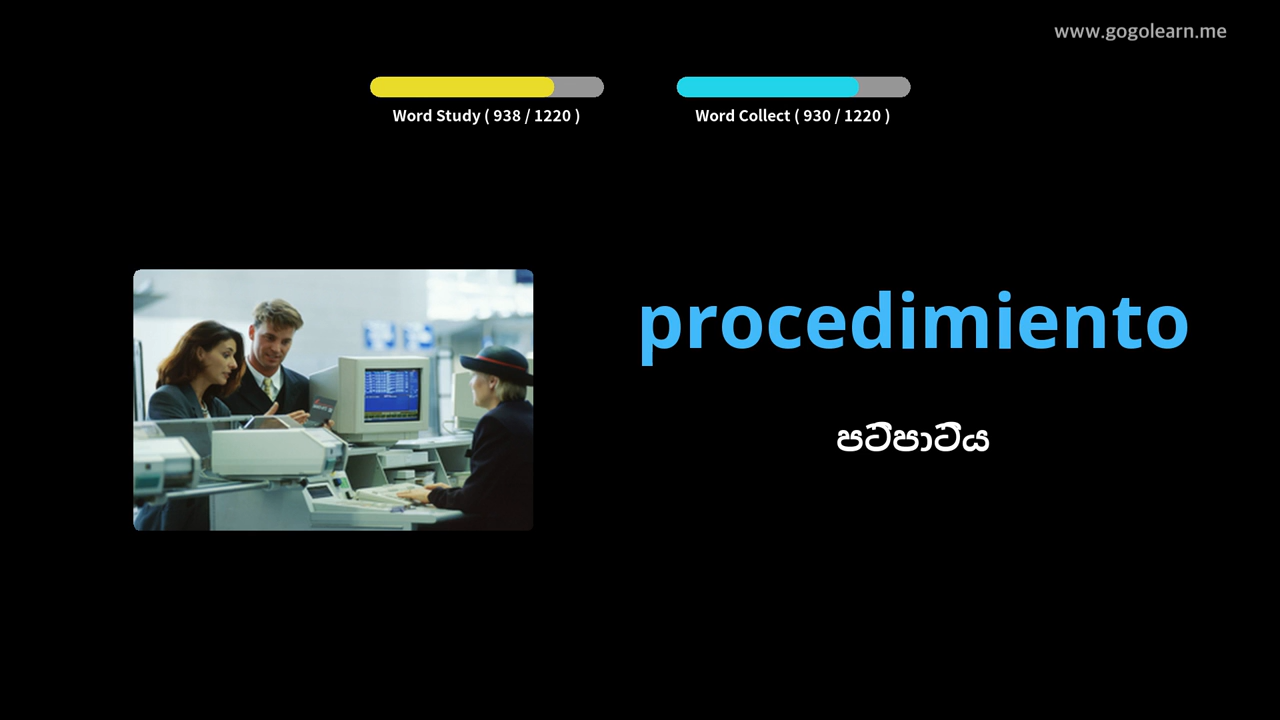 www.gogolearn.me
Word Study ( 938 / 1220 )
Word Collect ( 930 / 1220 )
procedimiento
පටිපාටිය